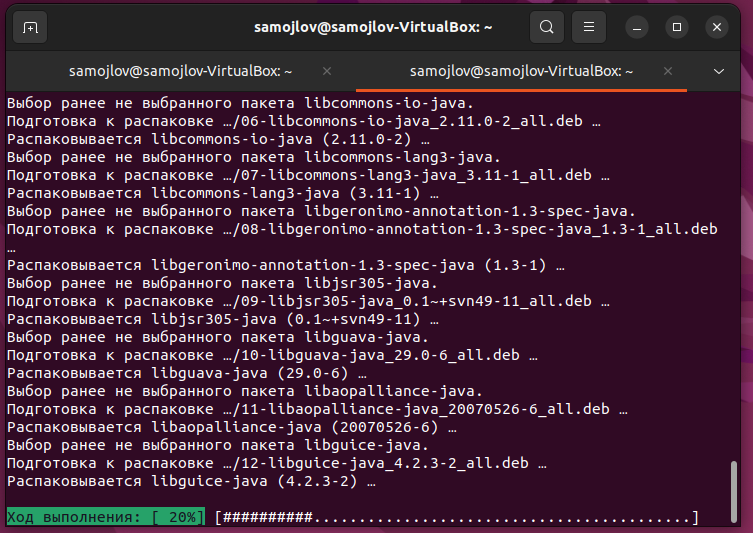 samojlov@samojlov-VirtualBox: ~
samojlov@samojlov-VirtualBox: ~
samojlov@samojlov-VirtualBox: ~
Выбор ранее не выбранного пакета libcommons-io-java.
Подготовка к распаковке …/06-libcommons-io-java_2.11.0-2_all.deb …
Распаковывается libcommons-io-java (2.11.0-2) …
Выбор ранее не выбранного пакета libcommons-lang3-java.
Подготовка к распаковке …/07-libcommons-lang3-java_3.11-1_all.deb …
Распаковывается libcommons-lang3-java (3.11-1) …
Выбор ранее не выбранного пакета libgeronimo-annotation-1.3-spec-java.
Подготовка к распаковке …/08-libgeronimo-annotation-1.3-spec-java_1.3-1_all.deb
…
Распаковывается libgeronimo-annotation-1.3-spec-java (1.3-1) …
Выбор ранее не выбранного пакета libjsr305-java.
Подготовка к распаковке …/09-libjsr305-java_0.1~+svn49-11_all.deb …
Распаковывается libjsr305-java (0.1~+svn49-11) …
Выбор ранее не выбранного пакета libguava-java.
Подготовка к распаковке …/10-libguava-java_29.0-6_all.deb …
Распаковывается libguava-java (29.0-6) …
Выбор ранее не выбранного пакета libaopalliance-java.
Подготовка к распаковке …/11-libaopalliance-java_20070526-6_all.deb …
Распаковывается libaopalliance-java (20070526-6) …
Выбор ранее не выбранного пакета libguice-java.
Подготовка к распаковке …/12-libguice-java_4.2.3-2_all.deb …
Распаковывается libguice-java (4.2.3-2) …
Ход выполнения: [ 20%] [##########..........................................]